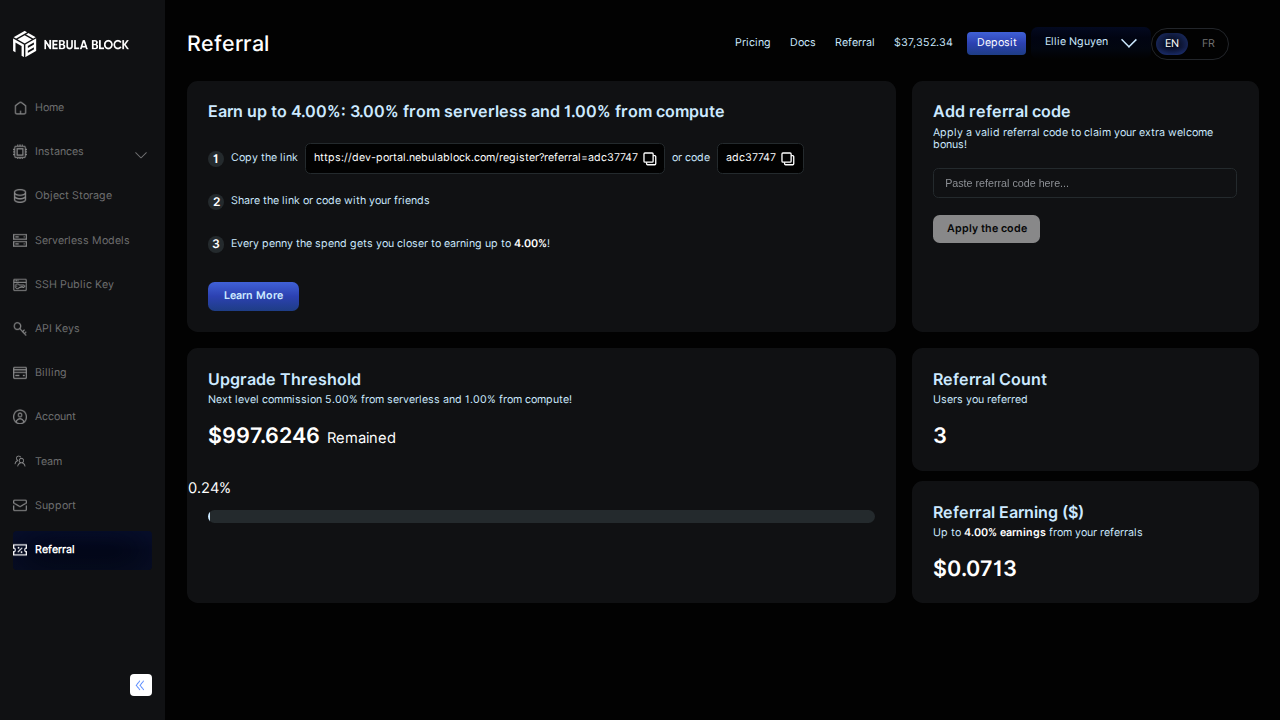 NEBULA BLOCK
Home
Instances
Object Storage
Serverless Models
SSH Public Key
API Keys
Billing
Account
Team
Support
Referral
Referral
Pricing
Docs
Referral
$37,352.34
Deposit
Ellie Nguyen
EN
FR
Earn up to 4.00%: 3.00% from serverless and 1.00% from compute
1 Copy the link https://dev-portal.nebulablock.com/register?referral=adc37747 or code adc37747
2 Share the link or code with your friends
3 Every penny the spend gets you closer to earning up to 4.00%!
Learn More
Add referral code
Apply a valid referral code to claim your extra welcome
bonus!
Paste referral code here...
Apply the code
Upgrade Threshold
Next level commission 5.00% from serverless and 1.00% from compute!
$997.6246 Remained
0.24%
Referral Count
Users you referred
3
Referral Earning ($)
Up to 4.00% earnings from your referrals
$0.0713